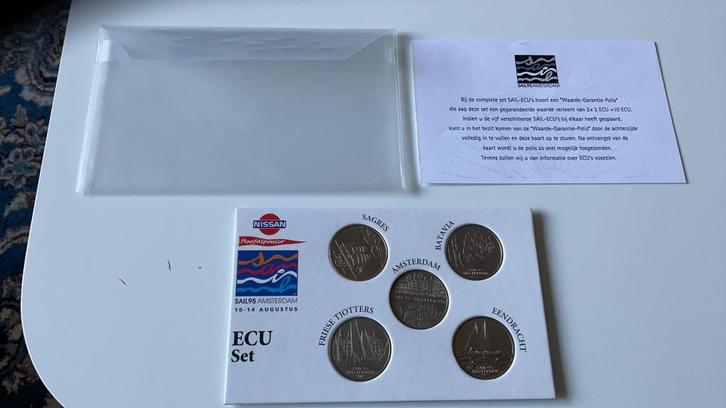 SAIL95AMSTERDAM
Bij de complete set SAIL-ECU's hoort een "Waarde-Garantie-Polis"
die aan deze set een gegarandeerde waarde verleent van 5x 2 ECU =10 ECU.
Indien u de vijf verschillende SAIL-ECU's bij elkaar heeft gespaard,
kunt u in het bezit komen van de "Waarde-Garantie-Polis" door de achterzijde
volledig in te vullen en deze kaart op te sturen. Na ontvangst van de
kaart wordt u de polis zo snel mogelijk toegezonden.
Tevens zullen wij u van informatie over ECU's voorzien.
NISSAN
Hoofdsponsor
sail
SAIL95AMSTERDAM
10-14 AUGUSTUS
ECU
Set
SAGRES
BATAVIA
AMSTERDAM
FRIESE TJOTTERS
EENDRACHT